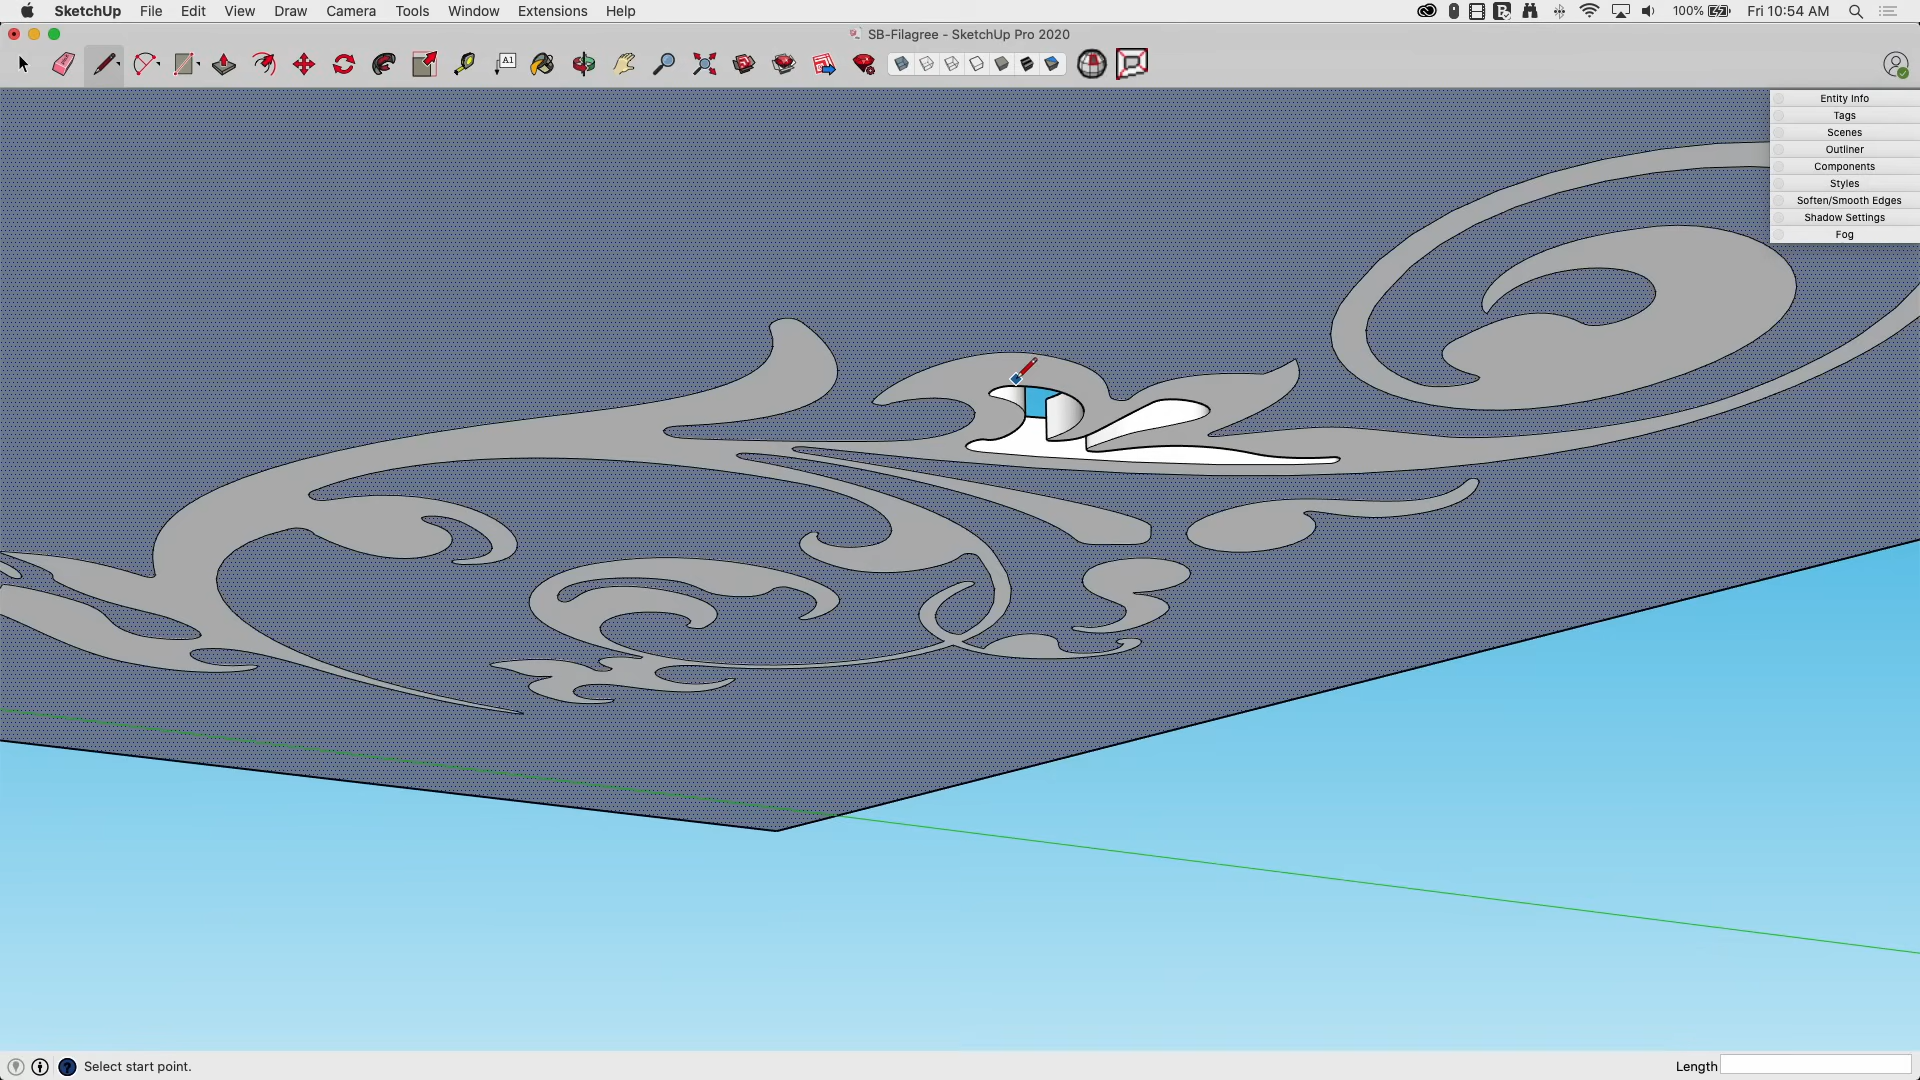 SketchUp File Edit View Draw Camera Tools Window Extensions Help 100% Fri 10:54 AM
SB-Filagree - SketchUp Pro 2020
A1
Entity Info
Tags
Scenes
Outliner
Components
Styles
Soften/Smooth Edges
Shadow Settings
Fog
Select start point.
Length